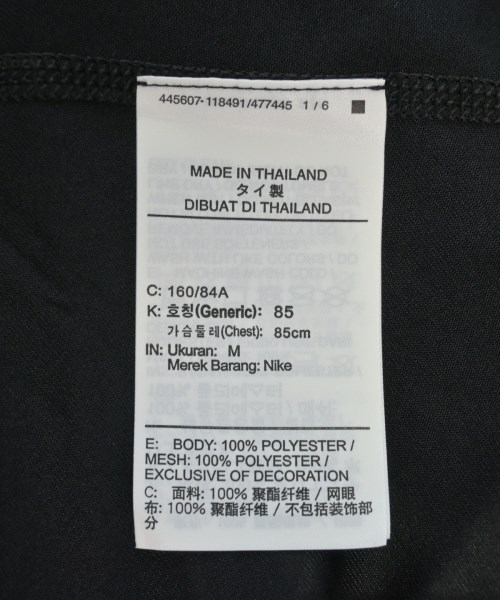 445607-118491/477445 1/6
MADE IN THAILAND
タイ製
DIBUAT DI THAILAND
C: 160/84A
K: 호칭(Generic): 85
가슴둘레(Chest): 85cm
IN: Ukuran: M
Merek Barang: Nike
E: BODY: 100% POLYESTER /
MESH: 100% POLYESTER /
EXCLUSIVE OF DECORATION
C: 面料: 100% 聚酯纤维 / 网眼
布: 100% 聚酯纤维 / 不包括装饰部
分